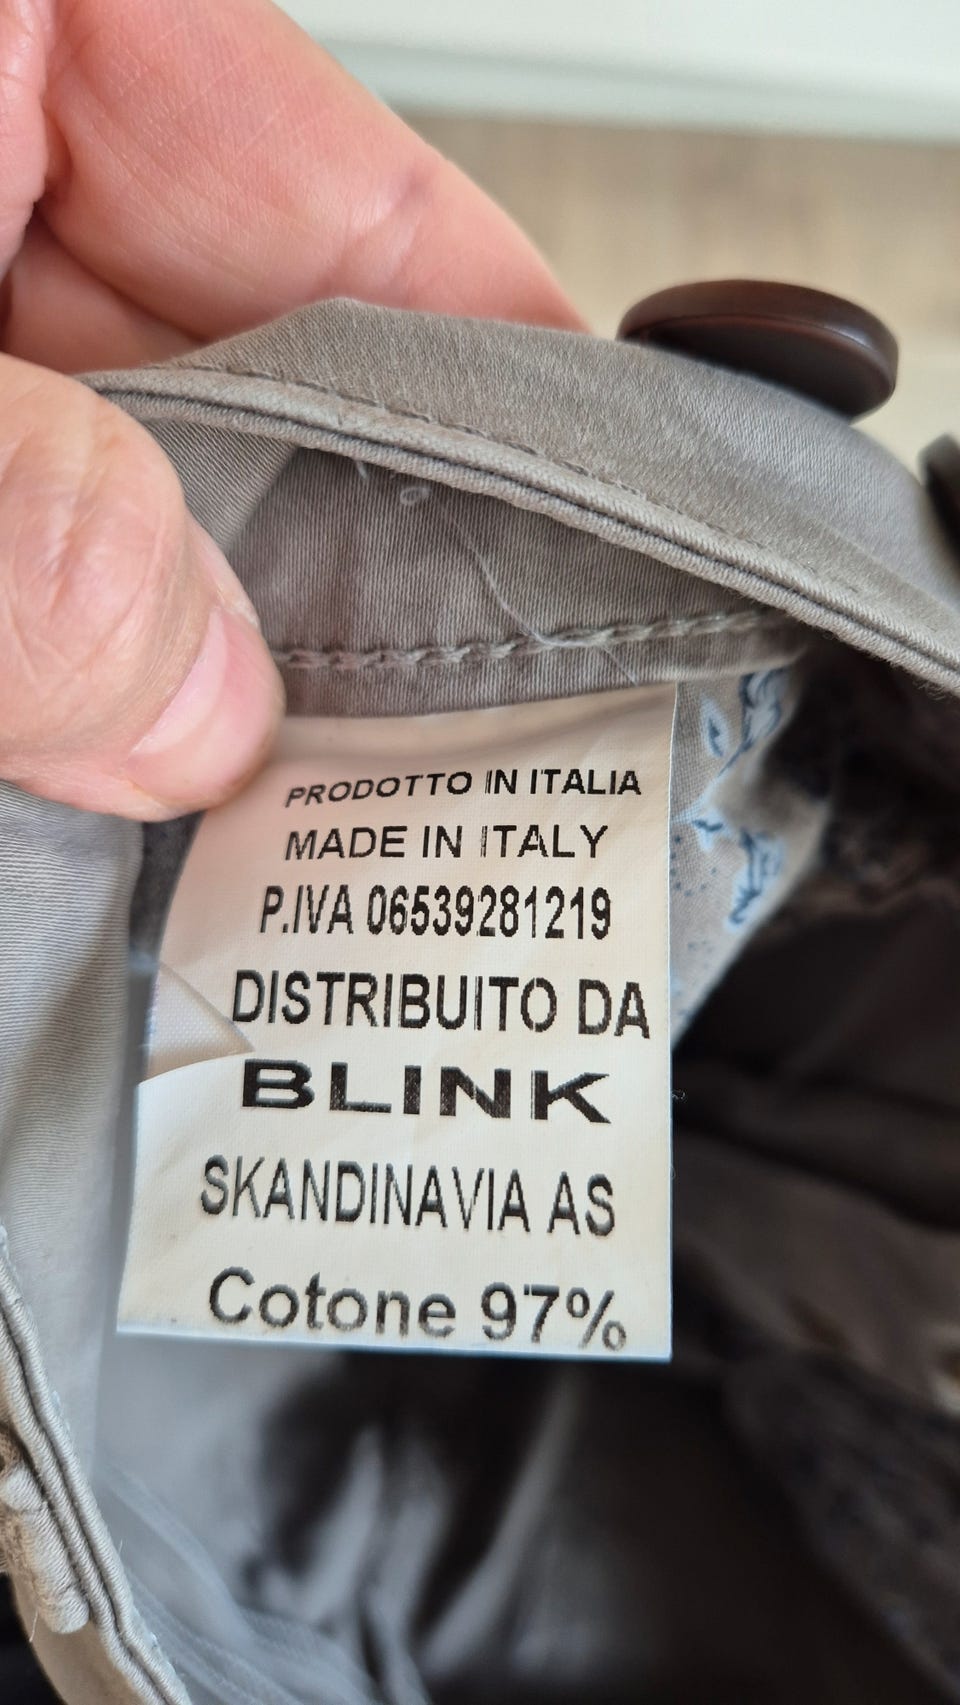 PRODOTTO IN ITALIA
MADE IN ITALY
P.IVA 06539281219
DISTRIBUITO DA
BLINK
SKANDINAVIA AS
Cotone 97%